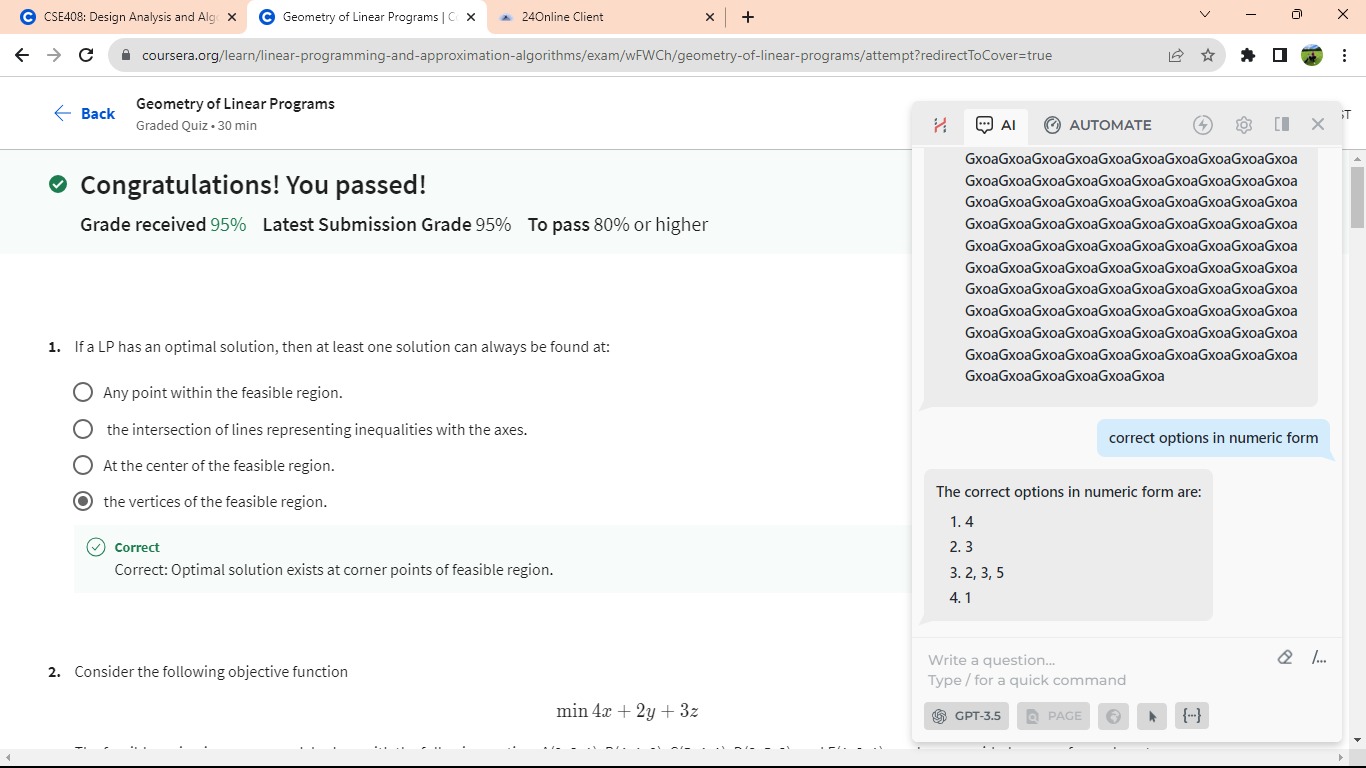 CSE408: Design Analysis and Algo
Geometry of Linear Programs | C
24Online Client
coursera.org/learn/linear-programming-and-approximation-algorithms/exam/wFWCh/geometry-of-linear-programs/attempt?redirectToCover=true
Back
Geometry of Linear Programs
Graded Quiz • 30 min
Congratulations! You passed!
Grade received 95% Latest Submission Grade 95% To pass 80% or higher
1. If a LP has an optimal solution, then at least one solution can always be found at:
Any point within the feasible region.
the intersection of lines representing inequalities with the axes.
At the center of the feasible region.
the vertices of the feasible region.
Correct
Correct: Optimal solution exists at corner points of feasible region.
2. Consider the following objective function
min 4x + 2y + 3z
AI
AUTOMATE
GxoaGxoaGxoaGxoaGxoaGxoaGxoaGxoaGxoaGxoa
GxoaGxoaGxoaGxoaGxoaGxoaGxoaGxoaGxoaGxoa
GxoaGxoaGxoaGxoaGxoaGxoaGxoaGxoaGxoaGxoa
GxoaGxoaGxoaGxoaGxoaGxoaGxoaGxoaGxoaGxoa
GxoaGxoaGxoaGxoaGxoaGxoaGxoaGxoaGxoaGxoa
GxoaGxoaGxoaGxoaGxoaGxoaGxoaGxoaGxoaGxoa
GxoaGxoaGxoaGxoaGxoaGxoaGxoaGxoaGxoaGxoa
GxoaGxoaGxoaGxoaGxoaGxoaGxoaGxoaGxoaGxoa
GxoaGxoaGxoaGxoaGxoaGxoaGxoaGxoaGxoaGxoa
GxoaGxoaGxoaGxoaGxoaGxoaGxoaGxoaGxoaGxoa
GxoaGxoaGxoaGxoaGxoaGxoa
correct options in numeric form
The correct options in numeric form are:
1. 4
2. 3
3. 2, 3, 5
4. 1
Write a question...
Type / for a quick command
/...
GPT-3.5
PAGE
{...}
ST